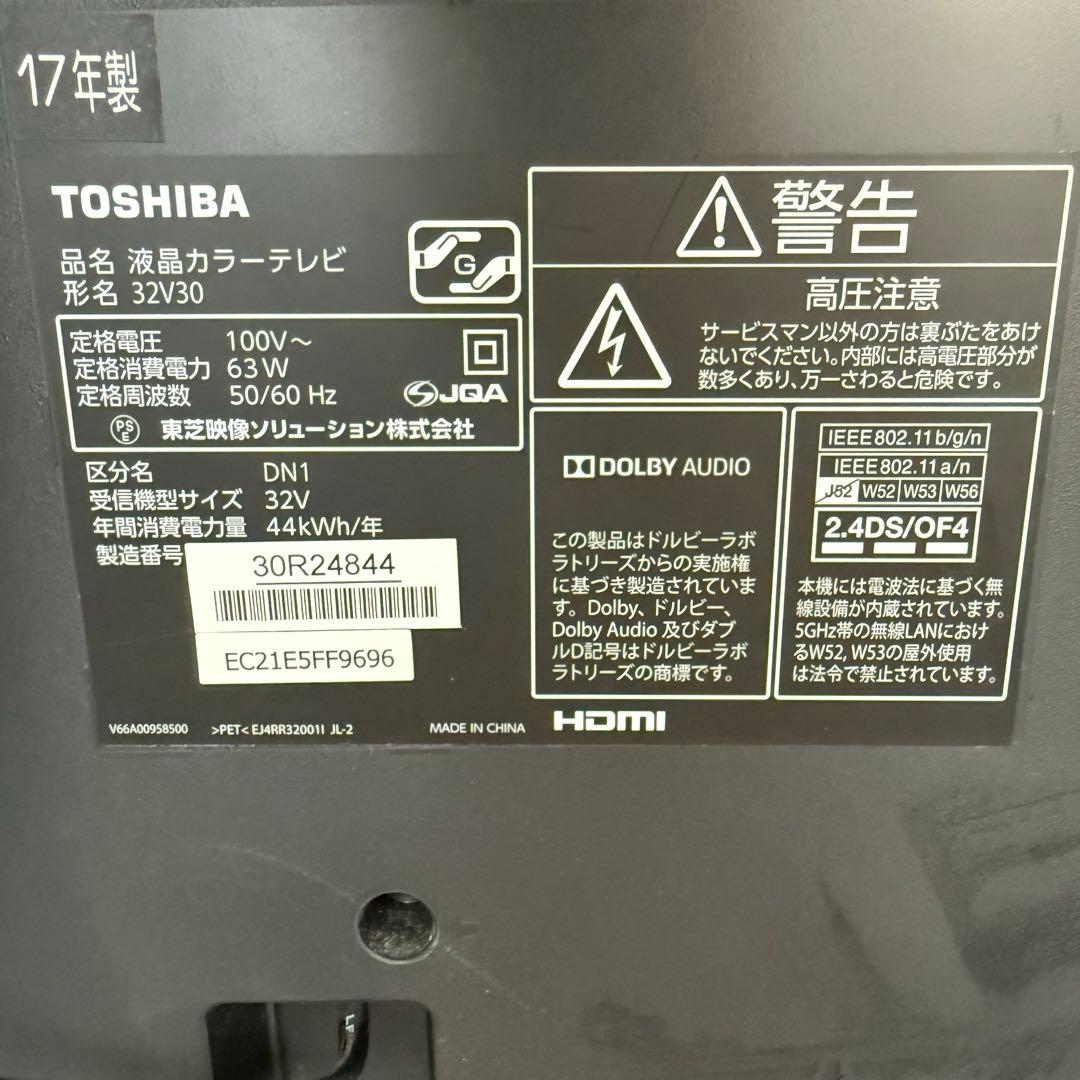 17年製
TOSHIBA
品名 液晶カラーテレビ
形名 32V30
G
定格電圧 100V～
定格消費電力 63W
定格周波数 50/60 Hz
JQA
PSE 東芝映像ソリューション株式会社
区分名 DN1
受信機型サイズ 32V
年間消費電力量 44kWh/年
製造番号
30R24844
EC21E5FF9696
V66A00958500 >PET< EJ4RR32001I JL-2 MADE IN CHINA
警告
高圧注意
サービスマン以外の方は裏ぶたをあけ
ないでください。内部には高電圧部分が
数多くあり、万一さわると危険です。
DOLBY AUDIO
この製品はドルビーラボ
ラトリーズからの実施権
に基づき製造されていま
す。Dolby、ドルビー、
Dolby Audio 及びダブ
ルD記号はドルビーラボ
ラトリーズの商標です。
HDMI
IEEE802.11b/g/n
IEEE802.11a/n
J52 W52 W53 W56
2.4DS/OF4
本機には電波法に基づく無
線設備が内蔵されています。
5GHz帯の無線LANにおけ
るW52, W53の屋外使用
は法令で禁止されています。